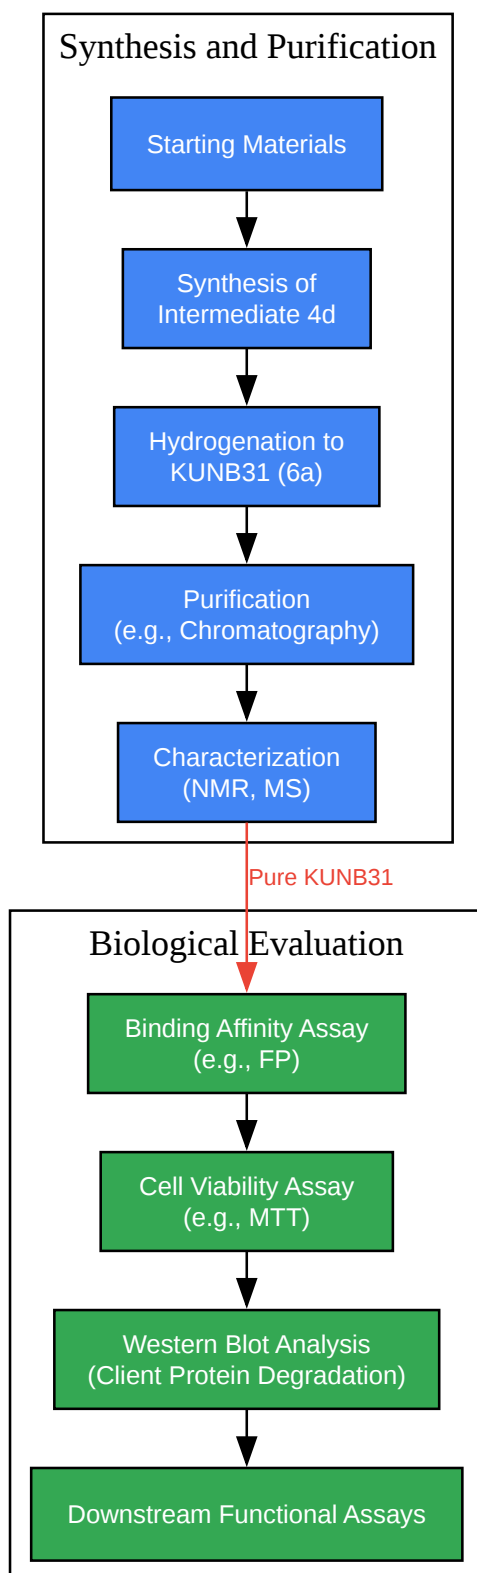 Synthesis and Purification
Starting Materials
Synthesis of
Intermediate 4d
Hydrogenation to
KUNB31 (6a)
Purification
(e.g., Chromatography)
Characterization
(NMR, MS)
Pure KUNB31
Biological Evaluation
Binding Affinity Assay
(e.g., FP)
Cell Viability Assay
(e.g., MTT)
Western Blot Analysis
(Client Protein Degradation)
Downstream Functional Assays